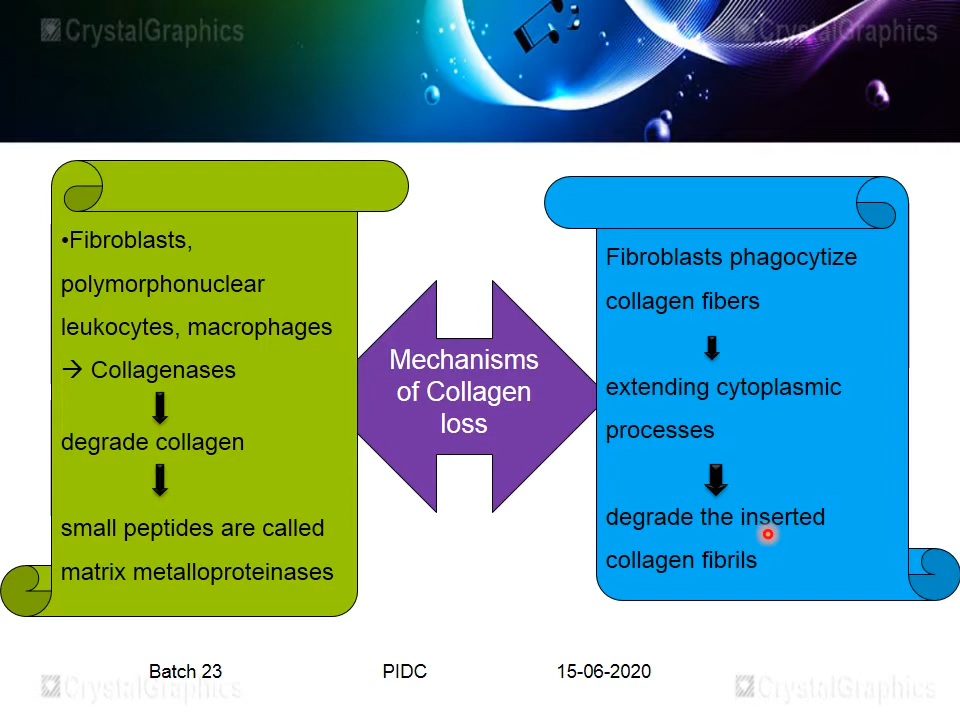 CrystalGraphics
CrystalGraphics
•Fibroblasts,
polymorphonuclear
leukocytes, macrophages
→ Collagenases
degrade collagen
small peptides are called
matrix metalloproteinases
Mechanisms
of Collagen
loss
Fibroblasts phagocytize
collagen fibers
extending cytoplasmic
processes
degrade the inserted
collagen fibrils
Batch 23
PIDC
15-06-2020
CrystalGraphics
CrystalGraphics